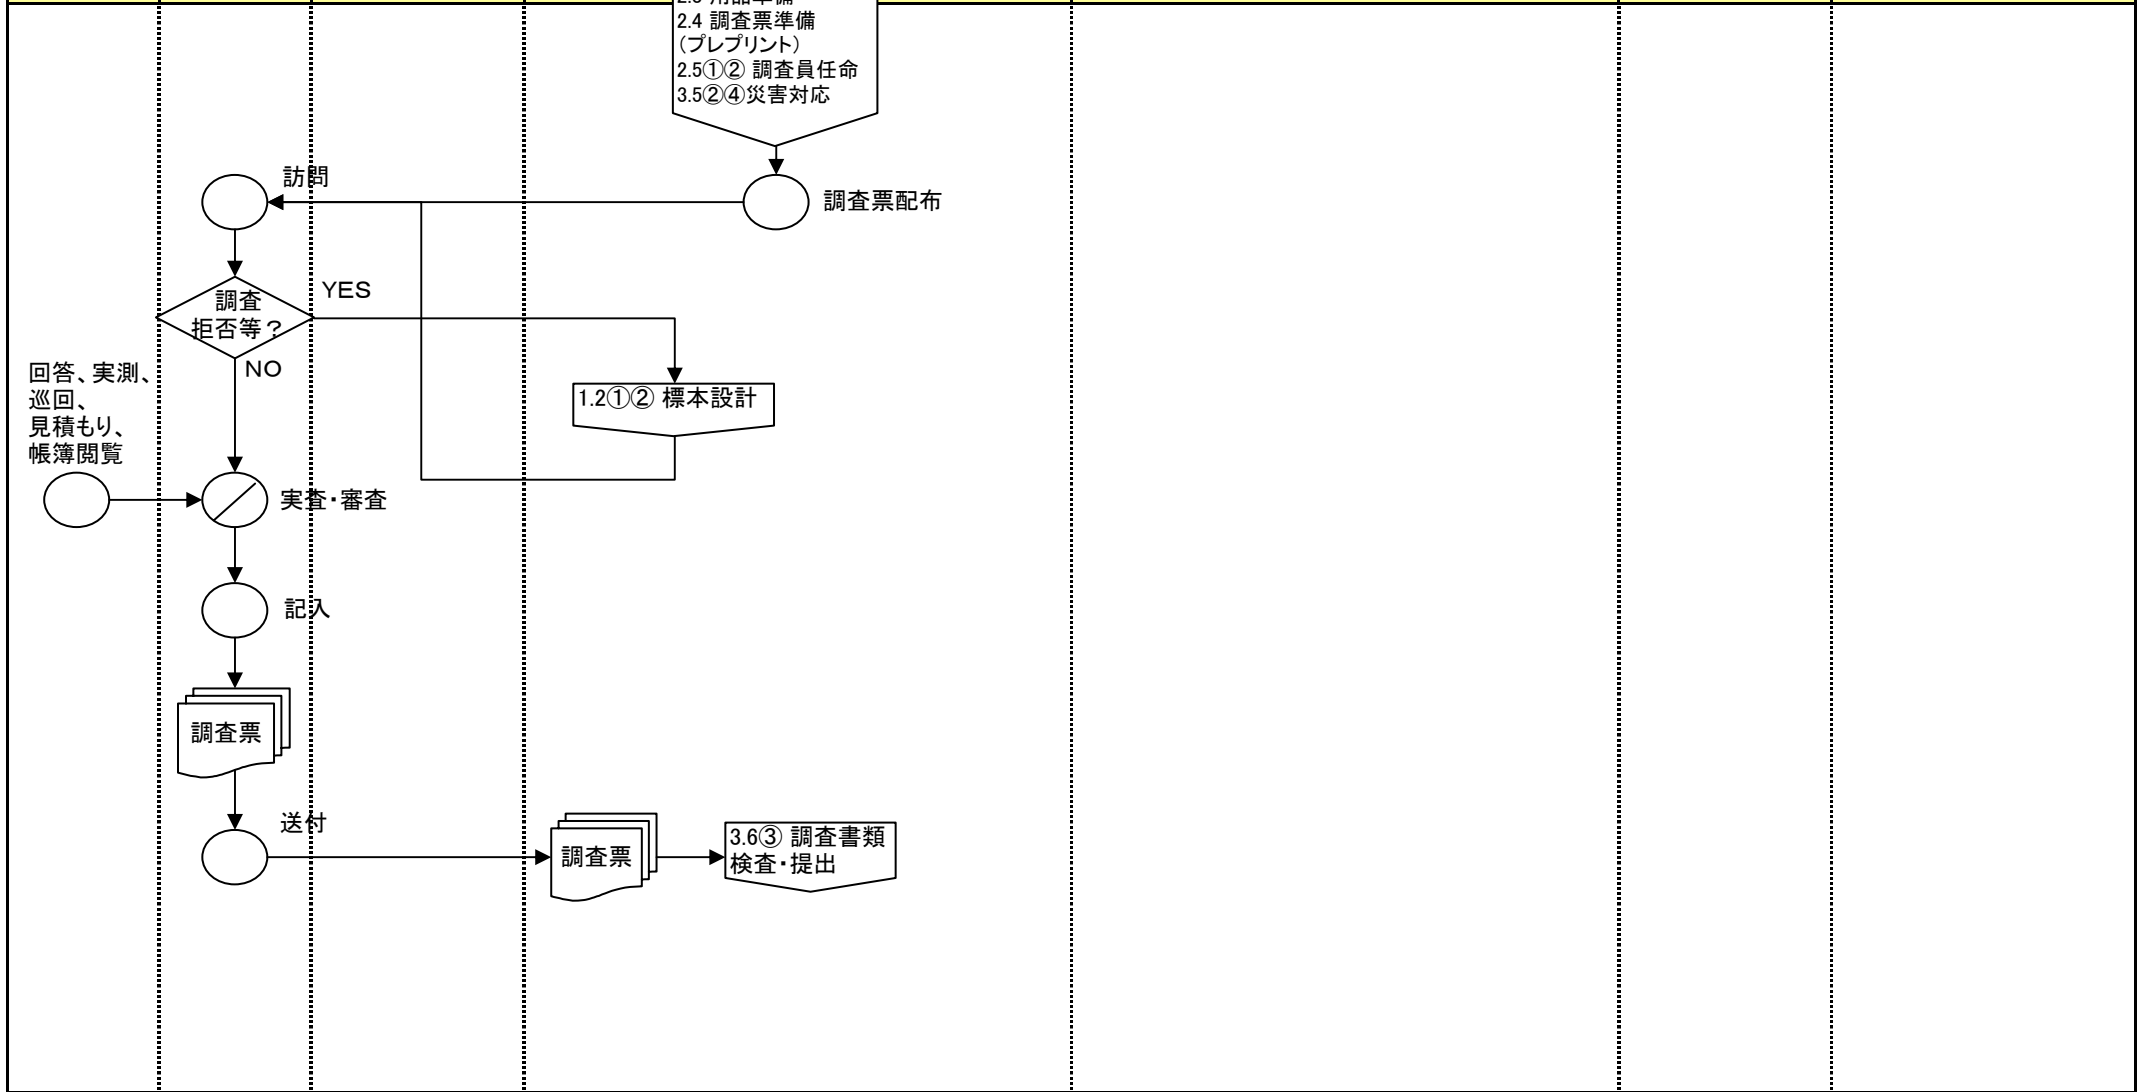 2.4 調査票準備
（プレプリント）
2.5①② 調査員任命
3.5②④災害対応
訪問
調査票配布
調査
拒否等？
YES
NO
1.2①② 標本設計
回答、実測、
巡回、
見積もり、
帳簿閲覧
実査・審査
記入
調査票
送付
調査票
3.6③ 調査書類
検査・提出